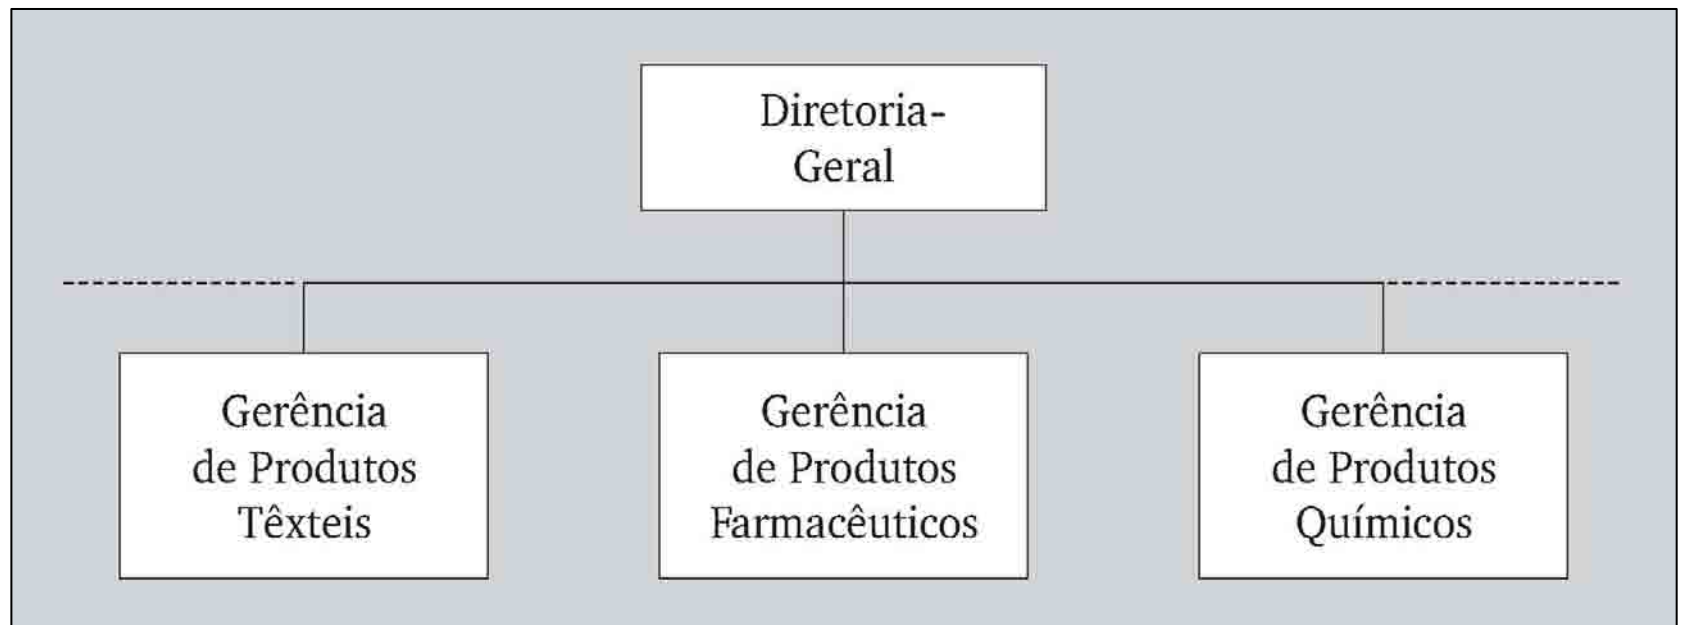 Diretoria-
Geral
Gerência
de Produtos
Têxteis
Gerência
de Produtos
Farmacêuticos
Gerência
de Produtos
Químicos